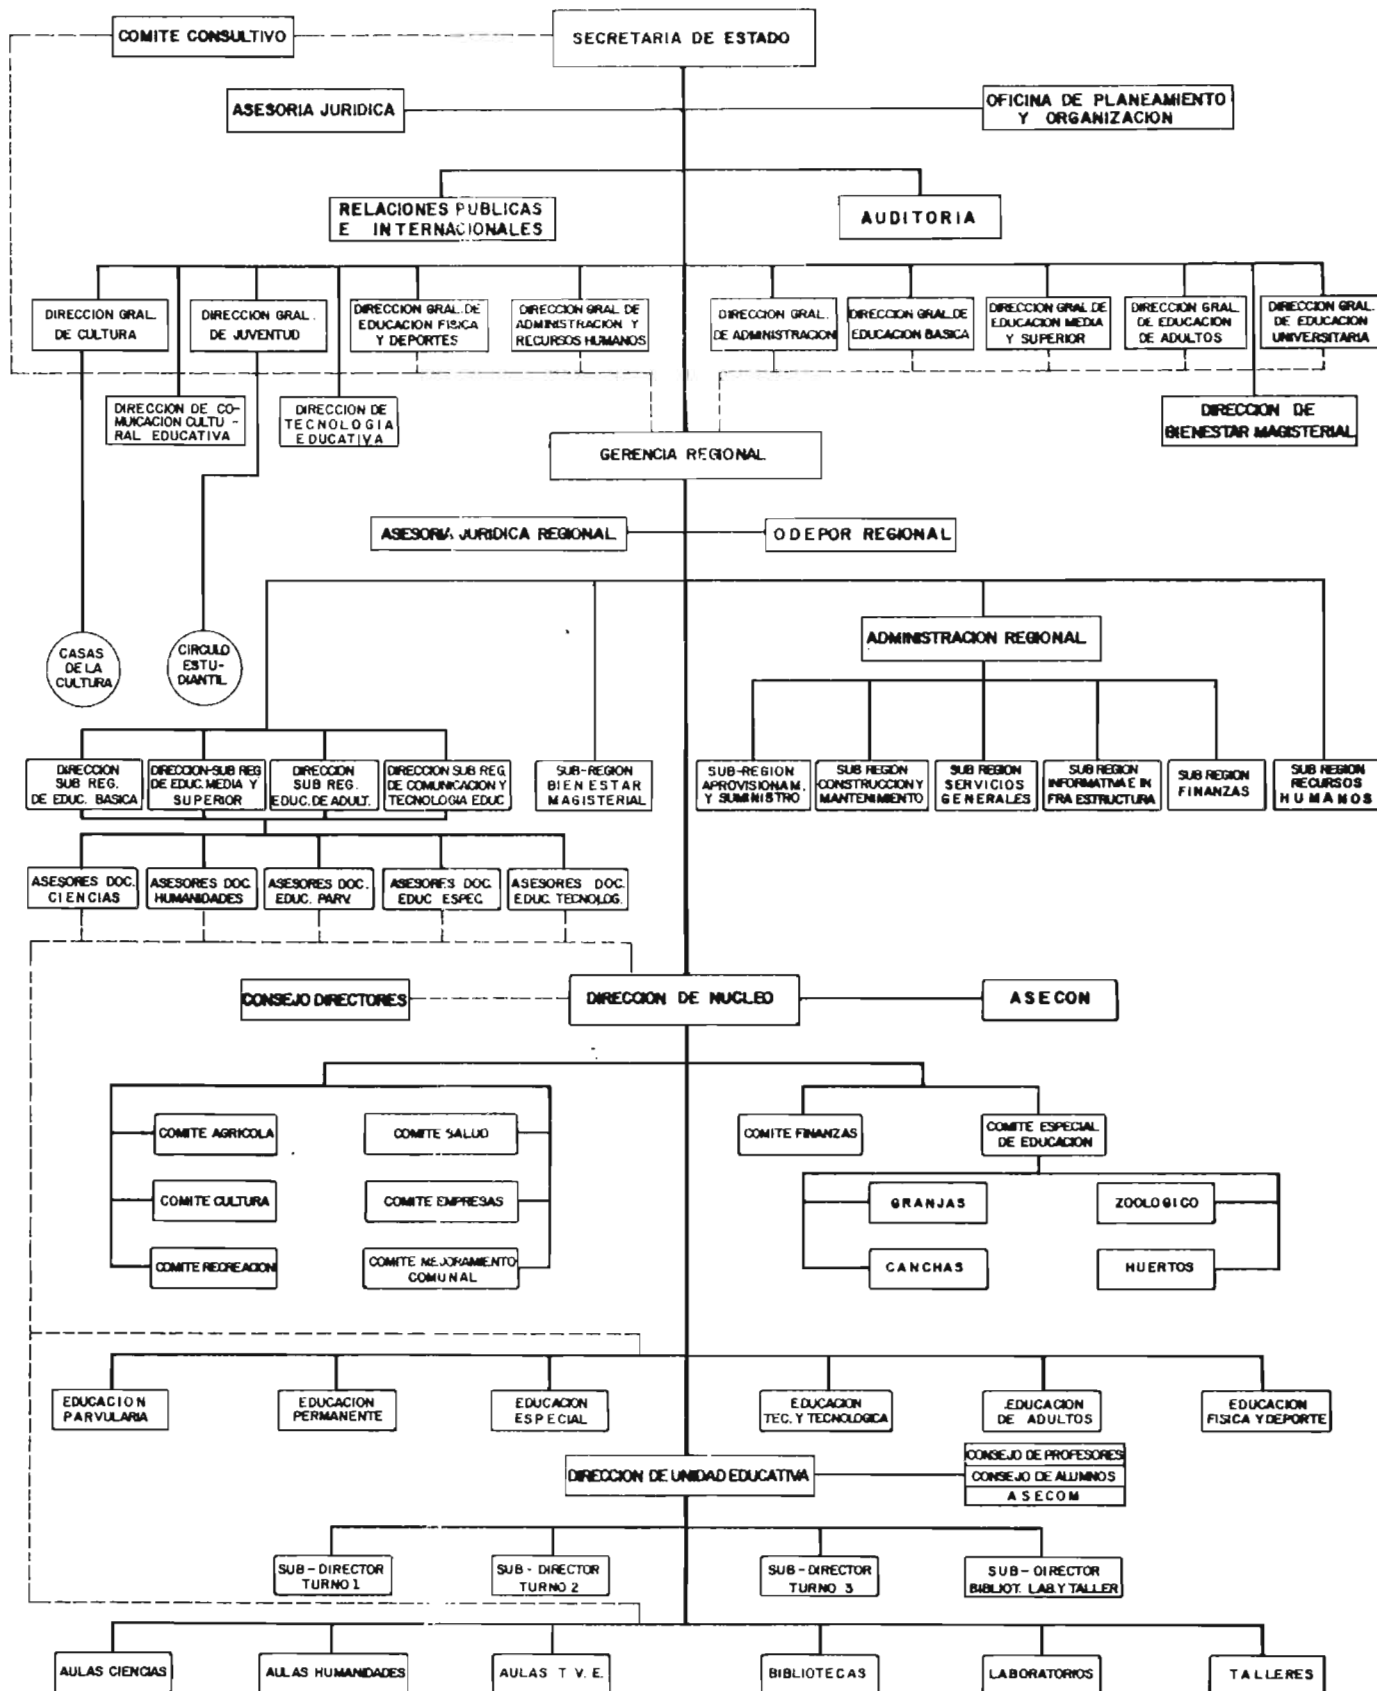 COMITE CONSULTIVO
SECRETARIA DE ESTADO
ASESORIA JURIDICA
OFICINA DE PLANEAMIENTO
Y ORGANIZACION
RELACIONES PUBLICAS
E INTERNACIONALES
AUDITORIA
DIRECCION GRAL.
DE CULTURA
DIRECCION GRAL.
DE JUVENTUD
DIRECCION GRAL. DE
EDUCACION FISICA
Y DEPORTES
DIRECCION GRAL. DE
ADMINISTRACION Y
RECURSOS HUMANOS
DIRECCION GRAL.
DE ADMINISTRACION
DIRECCION GRAL. DE
EDUCACION BASICA
DIRECCION GRAL. DE
EDUCACION MEDIA
Y SUPERIOR
DIRECCION GRAL.
DE EDUCACION
DE ADULTOS
DIRECCION GRAL.
DE EDUCACION
UNIVERSITARIA
DIRECCION DE CO-
MUICACION CULTU-
RAL EDUCATIVA
DIRECCION DE
TECNOLOGIA
EDUCATIVA
DIRECCION DE
BIENESTAR MAGISTERIAL
GERENCIA REGIONAL
ASESORIA JURIDICA REGIONAL
ODEPOR REGIONAL
CASAS
DE LA
CULTURA
CIRCULO
ESTU-
DIANTIL
ADMINISTRACION REGIONAL
DIRECCION
SUB REG.
DE EDUC. BASICA
DIRECCION-SUB REG
DE EDUC. MEDIA Y
SUPERIOR
DIRECCION
SUB REG.
EDUC. DE ADULT.
DIRECCION SUB REG.
DE COMUNICACION Y
TECNOLOGIA EDUC
SUB-REGION
BIENESTAR
MAGISTERIAL
SUB-REGION
APROVISIONAM.
Y SUMINISTRO
SUB REGION
CONSTRUCCION Y
MANTENIMIENTO
SUB REGION
SERVICIOS
GENERALES
SUB REGION
INFORMATIVA E IN
FRA ESTRUCTURA
SUB REGION
FINANZAS
SUB REGION
RECURSOS
HUMANOS
ASESORES DOC.
CIENCIAS
ASESORES DOC
HUMANIDADES
ASESORES DOC.
EDUC. PARV.
ASESORES DOC
EDUC ESPEC.
ASESORES DOC.
EDUC. TECNOLOG.
CONSEJO DIRECTORES
DIRECCION DE NUCLEO
ASECON
COMITE AGRICOLA
COMITE SALUD
COMITE FINANZAS
COMITE ESPECIAL
DE EDUCACION
COMITE CULTURA
COMITE EMPRESAS
GRANJAS
ZOOLOGICO
COMITE RECREACION
COMITE MEJORAMIENTO
COMUNAL
CANCHAS
HUERTOS
EDUCACION
PARVULARIA
EDUCACION
PERMANENTE
EDUCACION
ESPECIAL
EDUCACION
TEC. Y TECNOLOGICA
EDUCACION
DE ADULTOS
EDUCACION
FISICA Y DEPORTE
DIRECCION DE UNIDAD EDUCATIVA
CONSEJO DE PROFESORES
CONSEJO DE ALUMNOS
ASECOM
SUB-DIRECTOR
TURNO 1
SUB-DIRECTOR
TURNO 2
SUB-DIRECTOR
TURNO 3
SUB-DIRECTOR
BIBLIOT. LAB. Y TALLER
AULAS CIENCIAS
AULAS HUMANIDADES
AULAS T V. E.
BIBLIOTECAS
LABORATORIOS
TALLERES